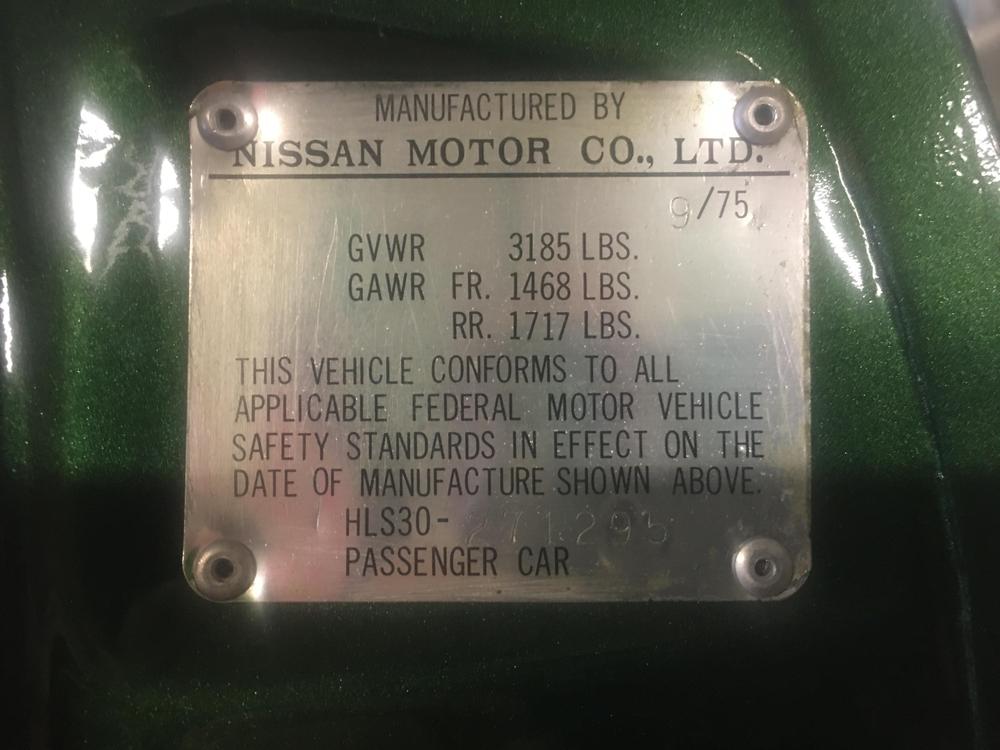 MANUFACTURED BY
NISSAN MOTOR CO., LTD.
9/75
GVWR 3185 LBS.
GAWR FR. 1468 LBS.
RR. 1717 LBS.
THIS VEHICLE CONFORMS TO ALL
APPLICABLE FEDERAL MOTOR VEHICLE
SAFETY STANDARDS IN EFFECT ON THE
DATE OF MANUFACTURE SHOWN ABOVE.
HLS30-271295
PASSENGER CAR